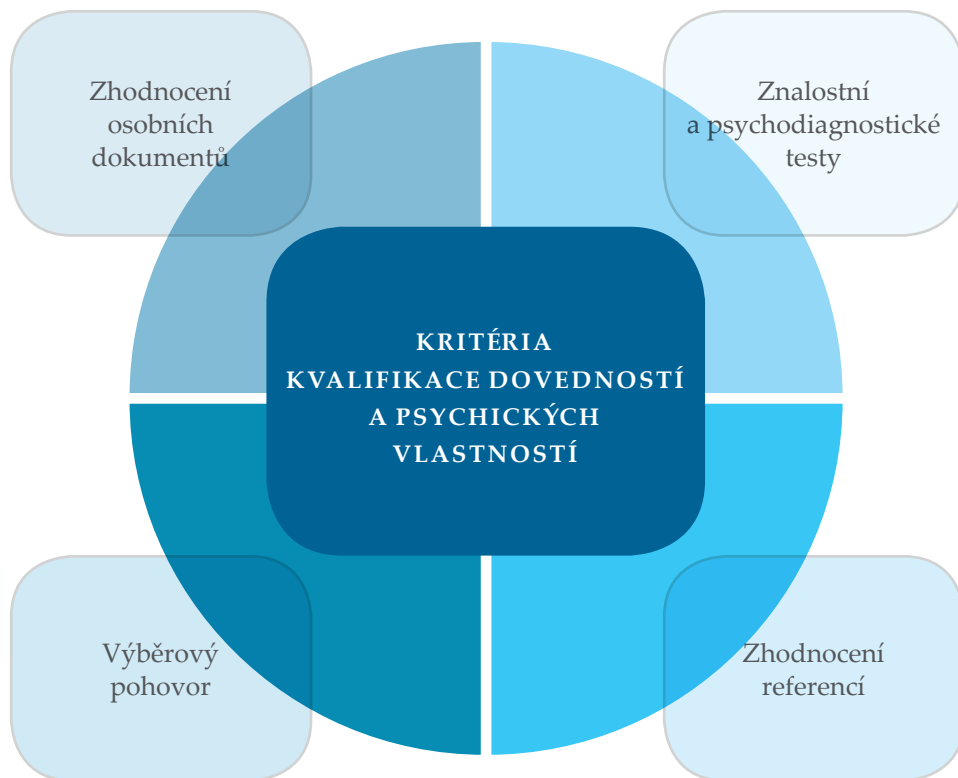 Zhodnocení
osobních
dokumentů
Znalostní
a psychodiagnostické
testy
KRITÉRIA
KVALIFIKACE DOVEDNOSTÍ
A PSYCHICKÝCH
VLASTNOSTÍ
Výběrový
pohovor
Zhodnocení
referencí